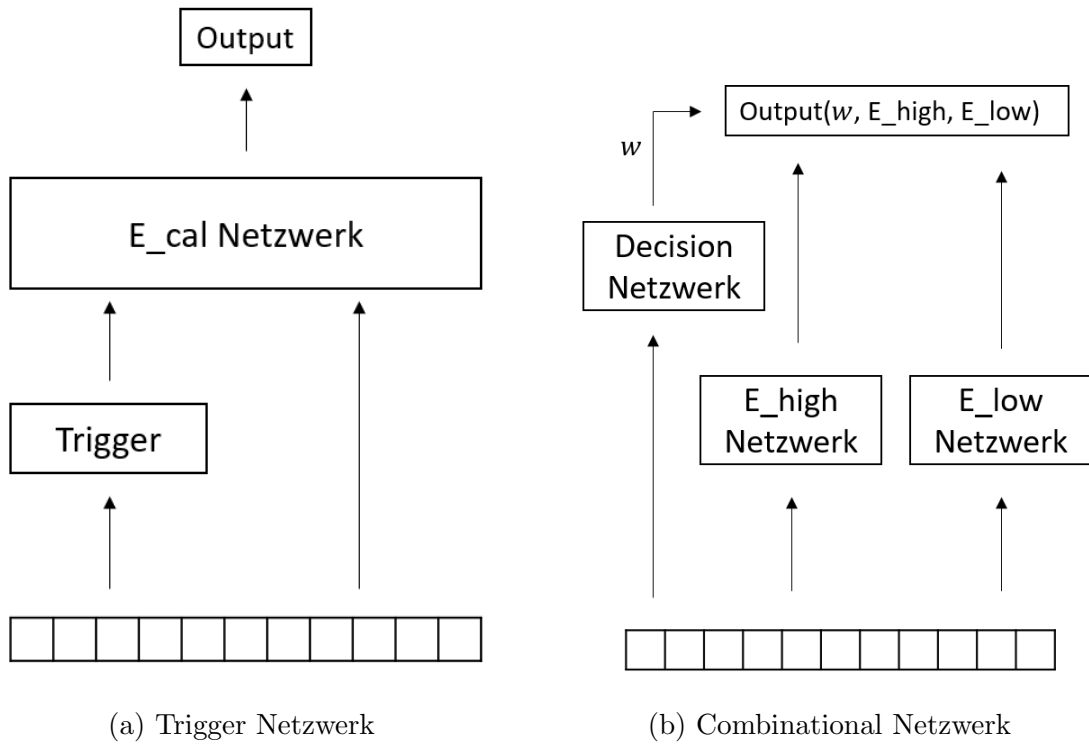 Output
E_cal Netzwerk
Trigger
(a) Trigger Netzwerk
Output(w, E_high, E_low)
w
Decision
Netzwerk
E_high
Netzwerk
E_low
Netzwerk
(b) Combinational Netzwerk